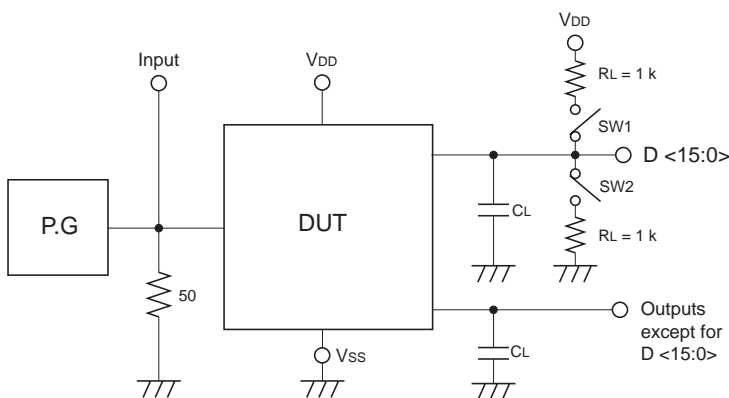 VDD
Input
VDD
RL = 1 k
SW1
D <15:0>
P.G
DUT
CL
SW2
RL = 1 k
50
Outputs
except for
D <15:0>
VSS
CL